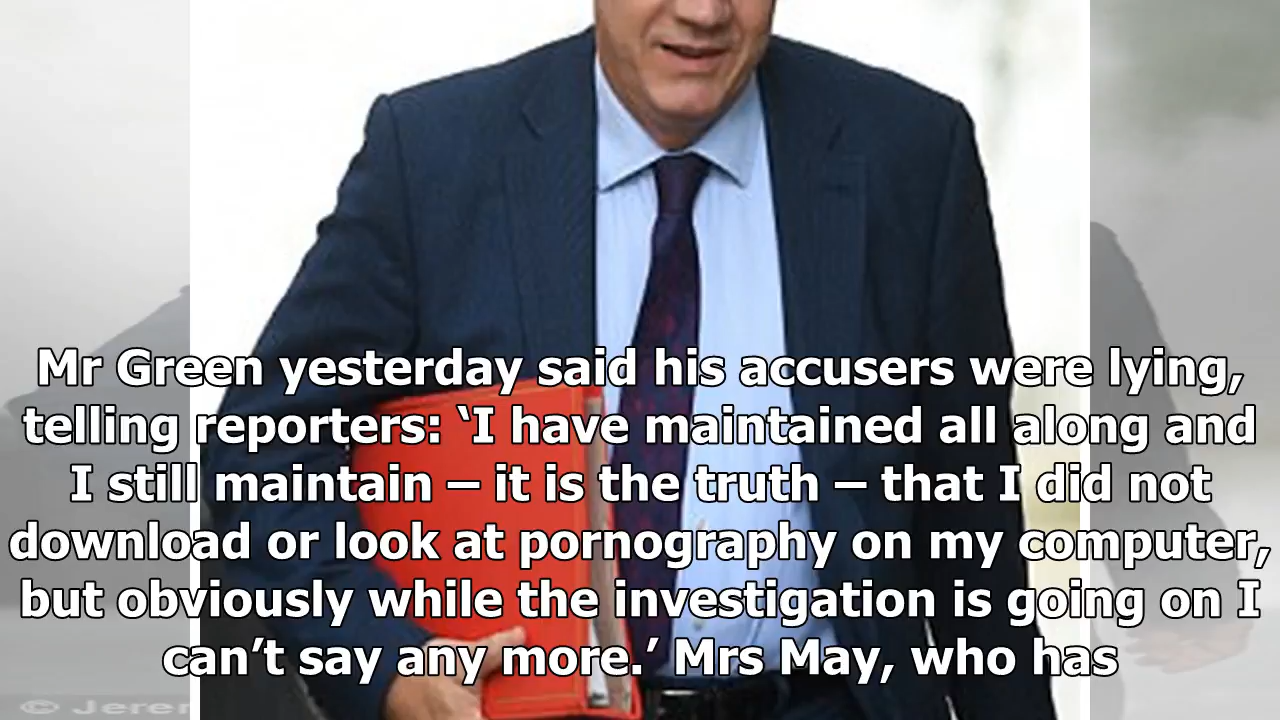 Mr Green yesterday said his accusers were lying,
telling reporters: ‘I have maintained all along and
I still maintain – it is the truth – that I did not
download or look at pornography on my computer,
but obviously while the investigation is going on I
can’t say any more.’ Mrs May, who has
© Jerer